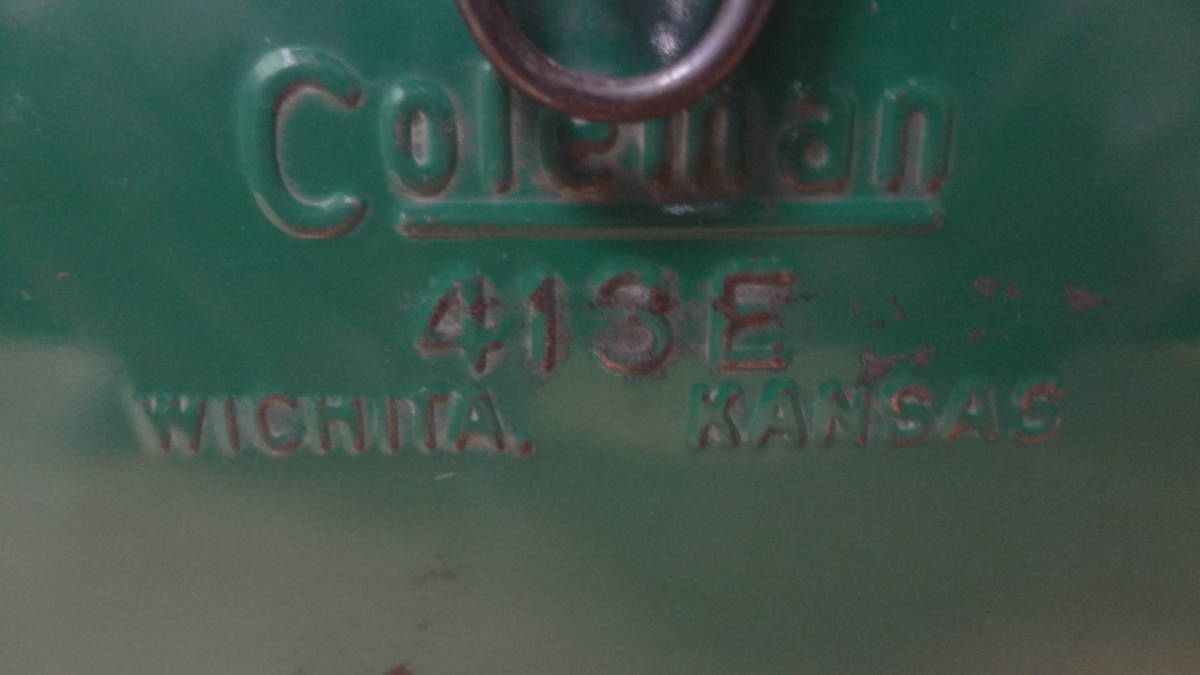 Coleman
413E
WICHITA, KANSAS